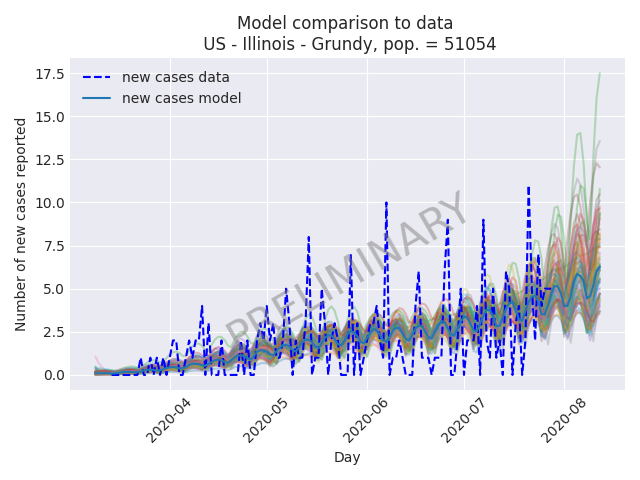 Model comparison to data
US - Illinois - Grundy, pop. = 51054
new cases data
new cases model
PRELIMINARY
Number of new cases reported
17.5
15.0
12.5
10.0
7.5
5.0
2.5
0.0
2020-04
2020-05
2020-06
2020-07
2020-08
Day